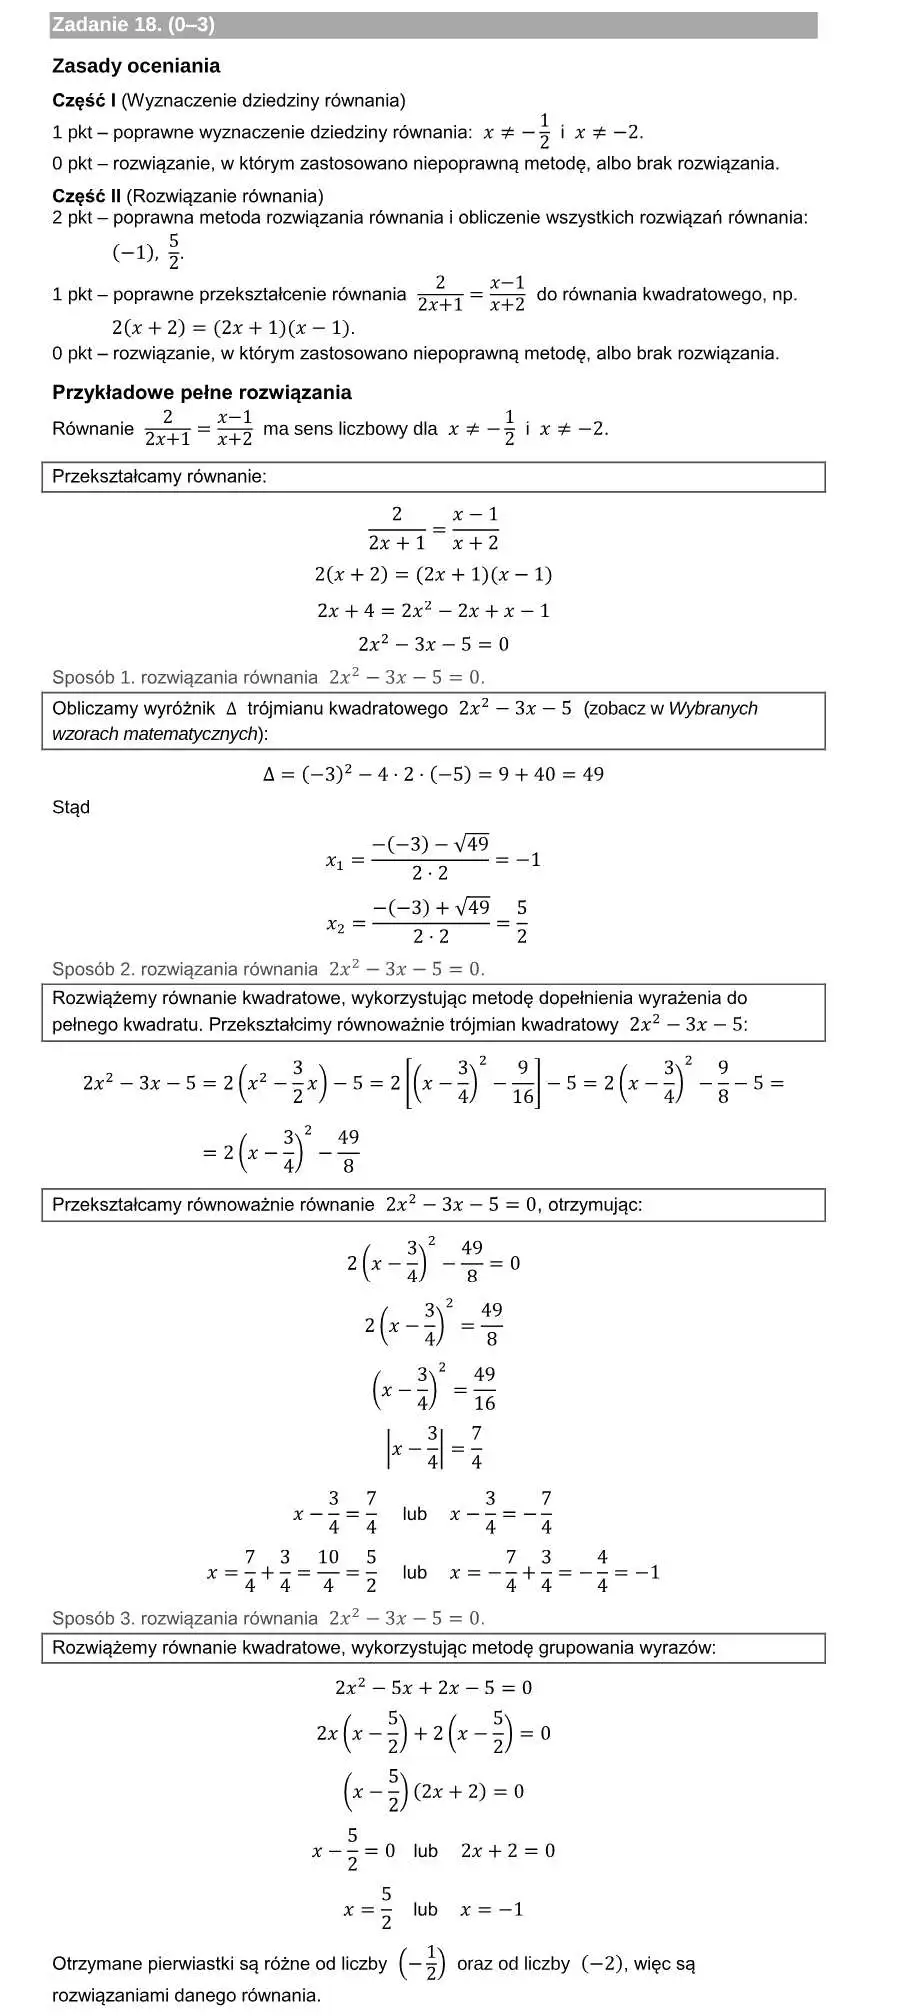 Zadanie 18. (0–3)
Zasady oceniania
Część I (Wyznaczenie dziedziny równania)
1 pkt – poprawne wyznaczenie dziedziny równania: x ≠ −1/2 i x ≠ −2.
0 pkt – rozwiązanie, w którym zastosowano niepoprawną metodę, albo brak rozwiązania.
Część II (Rozwiązanie równania)
2 pkt – poprawna metoda rozwiązania równania i obliczenie wszystkich rozwiązań równania:
(−1), 5/2.
1 pkt – poprawne przekształcenie równania 2/(2x+1) = (x−1)/(x+2) do równania kwadratowego, np.
2(x + 2) = (2x + 1)(x − 1).
0 pkt – rozwiązanie, w którym zastosowano niepoprawną metodę, albo brak rozwiązania.
Przykładowe pełne rozwiązania
Równanie 2/(2x+1) = (x−1)/(x+2) ma sens liczbowy dla x ≠ −1/2 i x ≠ −2.
Przekształcamy równanie:
2/(2x + 1) = (x − 1)/(x + 2)
2(x + 2) = (2x + 1)(x − 1)
2x + 4 = 2x² − 2x + x − 1
2x² − 3x − 5 = 0
Sposób 1. rozwiązania równania 2x² − 3x − 5 = 0.
Obliczamy wyróżnik Δ trójmianu kwadratowego 2x² − 3x − 5 (zobacz w Wybranych
wzorach matematycznych):
Δ = (−3)² − 4 · 2 · (−5) = 9 + 40 = 49
Stąd
x₁ = (−(−3) − √49)/(2 · 2) = −1
x₂ = (−(−3) + √49)/(2 · 2) = 5/2
Sposób 2. rozwiązania równania 2x² − 3x − 5 = 0.
Rozwiążemy równanie kwadratowe, wykorzystując metodę dopełnienia wyrażenia do
pełnego kwadratu. Przekształcimy równoważnie trójmian kwadratowy 2x² − 3x − 5:
2x² − 3x − 5 = 2(x² − 3/2x) − 5 = 2[(x − 3/4)² − 9/16] − 5 = 2(x − 3/4)² − 9/8 − 5 =
= 2(x − 3/4)² − 49/8
Przekształcamy równoważnie równanie 2x² − 3x − 5 = 0, otrzymując:
2(x − 3/4)² − 49/8 = 0
2(x − 3/4)² = 49/8
(x − 3/4)² = 49/16
|x − 3/4| = 7/4
x − 3/4 = 7/4 lub x − 3/4 = −7/4
x = 7/4 + 3/4 = 10/4 = 5/2 lub x = −7/4 + 3/4 = −4/4 = −1
Sposób 3. rozwiązania równania 2x² − 3x − 5 = 0.
Rozwiążemy równanie kwadratowe, wykorzystując metodę grupowania wyrazów:
2x² − 5x + 2x − 5 = 0
2x(x − 5/2) + 2(x − 5/2) = 0
(x − 5/2)(2x + 2) = 0
x − 5/2 = 0 lub 2x + 2 = 0
x = 5/2 lub x = −1
Otrzymane pierwiastki są różne od liczby (−1/2) oraz od liczby (−2), więc są
rozwiązaniami danego równania.